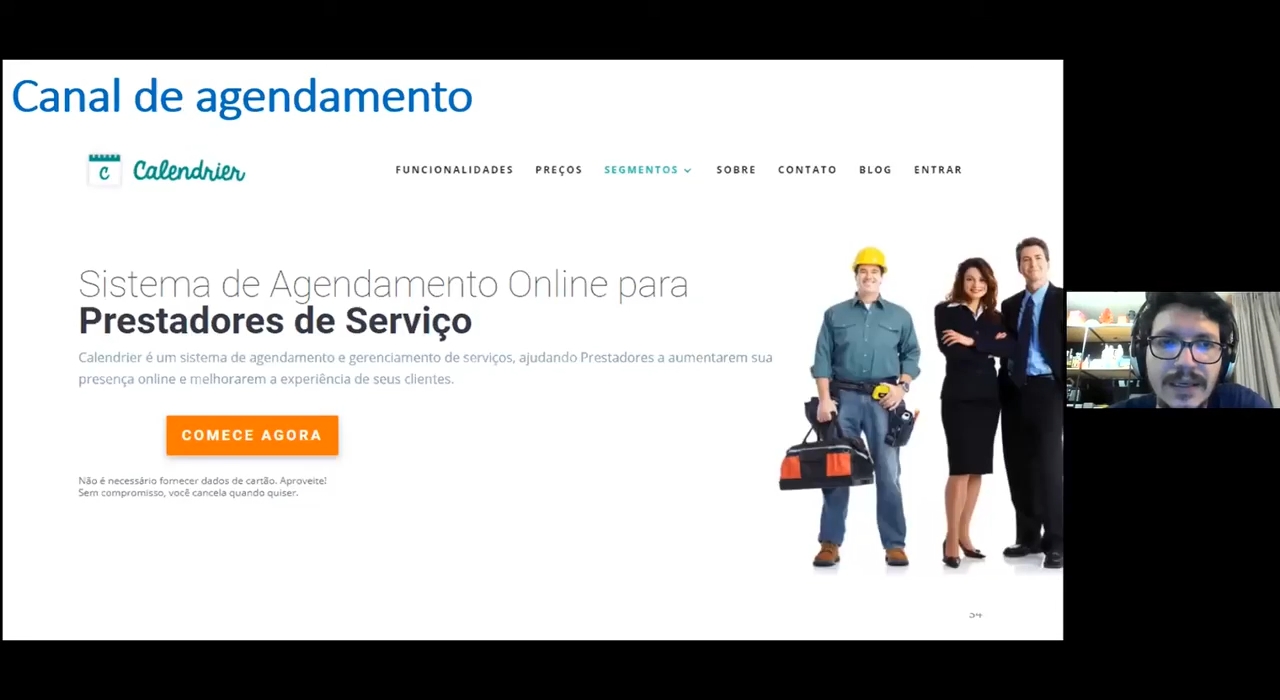 Canal de agendamento
C
Calendrier
FUNCIONALIDADES PREÇOS SEGMENTOS SOBRE CONTATO BLOG ENTRAR
Sistema de Agendamento Online para
Prestadores de Serviço
Calendrier é um sistema de agendamento e gerenciamento de serviços, ajudando Prestadores a aumentarem sua
presença online e melhorarem a experiência de seus clientes.
COMECE AGORA
Não é necessário fornecer dados de cartão. Aproveite!
Sem compromisso, você cancela quando quiser.